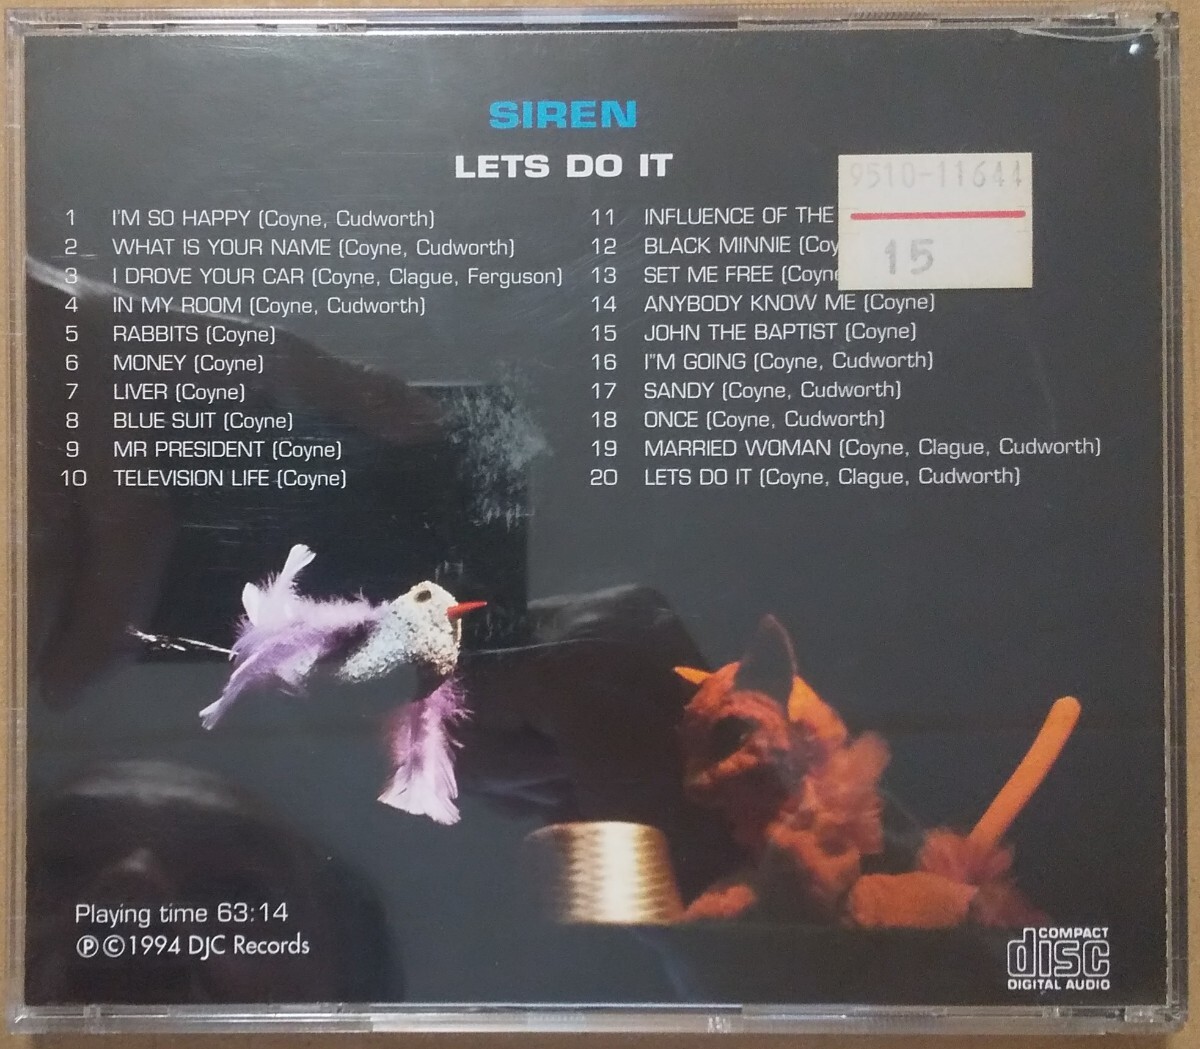 SIREN
LETS DO IT
1 I'M SO HAPPY (Coyne, Cudworth)
2 WHAT IS YOUR NAME (Coyne, Cudworth)
3 I DROVE YOUR CAR (Coyne, Clague, Ferguson)
4 IN MY ROOM (Coyne, Cudworth)
5 RABBITS (Coyne)
6 MONEY (Coyne)
7 LIVER (Coyne)
8 BLUE SUIT (Coyne)
9 MR PRESIDENT (Coyne)
10 TELEVISION LIFE (Coyne)
11 INFLUENCE OF THE
12 BLACK MINNIE (Coy
13 SET ME FREE (Coyne
14 ANYBODY KNOW ME (Coyne)
15 JOHN THE BAPTIST (Coyne)
16 I"M GOING (Coyne, Cudworth)
17 SANDY (Coyne, Cudworth)
18 ONCE (Coyne, Cudworth)
19 MARRIED WOMAN (Coyne, Clague, Cudworth)
20 LETS DO IT (Coyne, Clague, Cudworth)
9510-11644
15
Playing time 63:14
℗©1994 DJC Records
COMPACT
disc
DIGITAL AUDIO